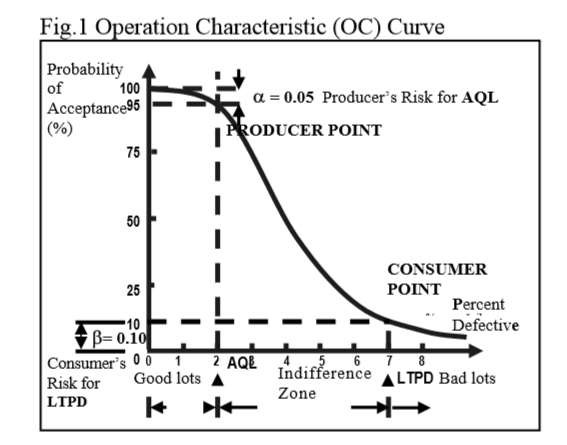 Fig.1 Operation Characteristic (OC) Curve
Probability
of
Acceptance
(%)
100
95
α = 0.05 Producer's Risk for AQL
PRODUCER POINT
75
50
CONSUMER
POINT
25
Percent
Defective
10
β= 0.10
0 0 1 2 AQL 3 4 5 6 7 8
Consumer's
Risk for
LTPD
Good lots
Indifference
Zone
LTPD Bad lots